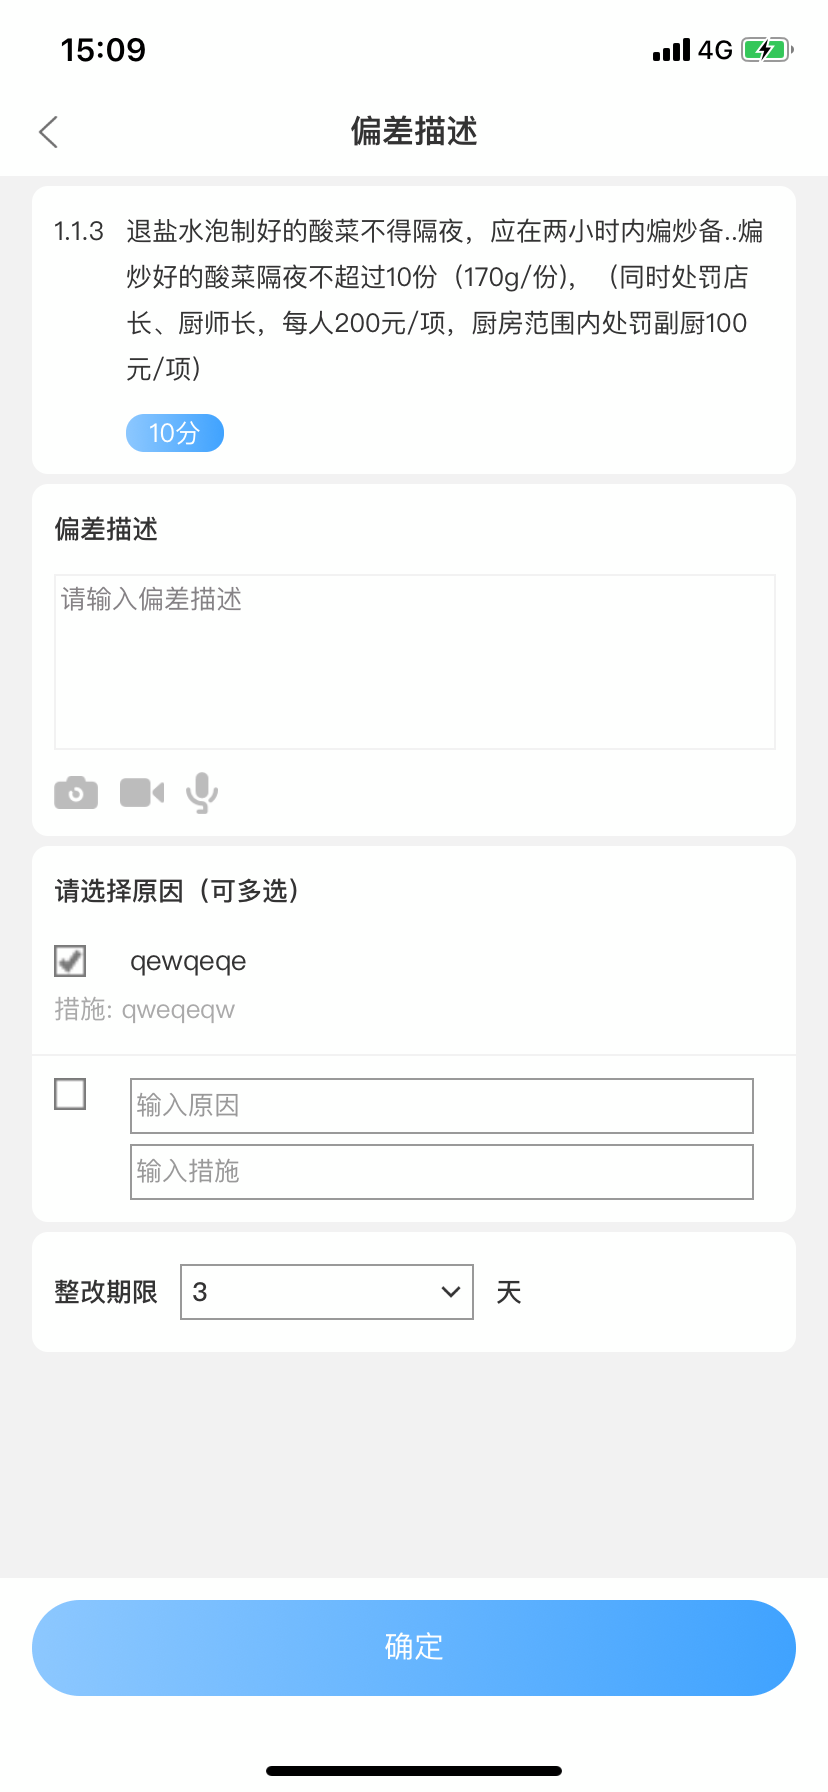 15:09
4G
偏差描述
1.1.3 退盐水泡制好的酸菜不得隔夜，应在两小时内煸炒备..煸
炒好的酸菜隔夜不超过10份（170g/份），（同时处罚店
长、厨师长，每人200元/项，厨房范围内处罚副厨100
元/项）
10分
偏差描述
请输入偏差描述
请选择原因（可多选）
qewqeqe
措施: qweqeqw
输入原因
输入措施
整改期限 3 天
确定